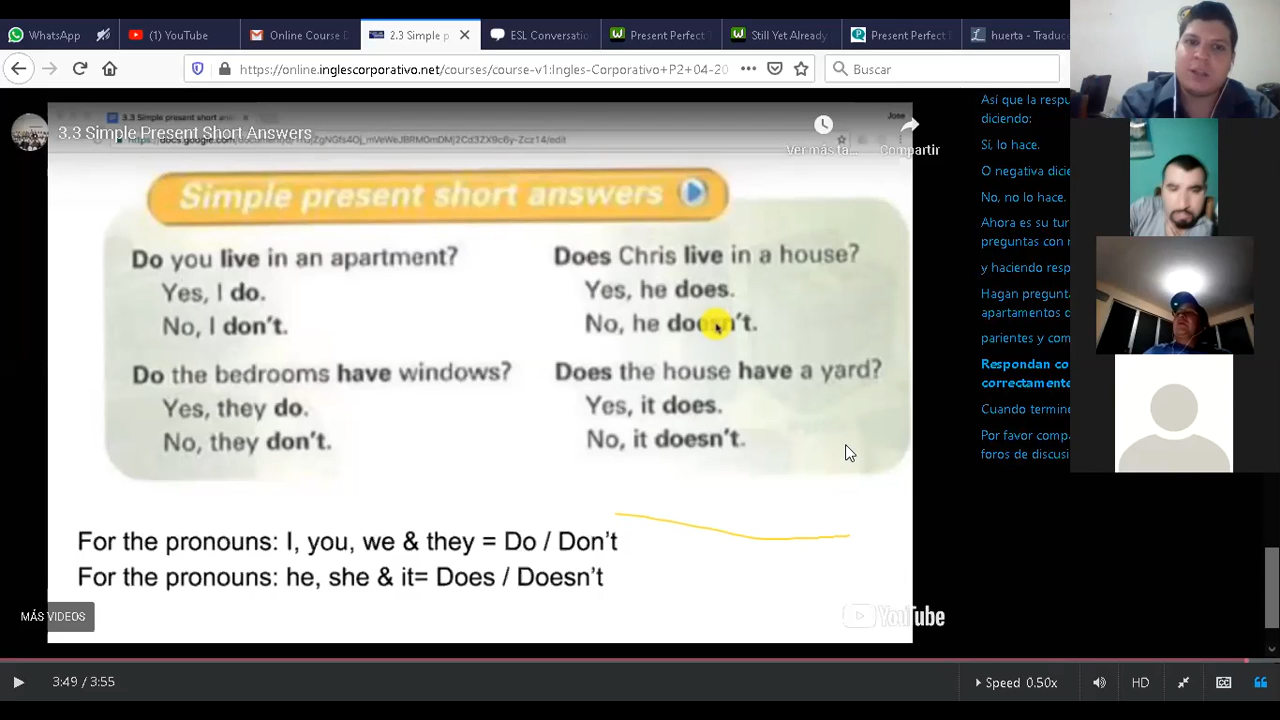 WhatsApp
(1) YouTube
Online Course D
2.3 Simple p
ESL Conversatio
Present Perfect T
Still Yet Already
Present Perfect
huerta - Traduc
https://online.inglescorporativo.net/courses/course-v1:Ingles-Corporativo+P2+04-20
Buscar
3.3 Simple Present Short Answers
Jose
Ver más ta...
Compartir
Simple present short answers
Do you live in an apartment?
Yes, I do.
No, I don't.
Do the bedrooms have windows?
Yes, they do.
No, they don't.
Does Chris live in a house?
Yes, he does.
No, he doesn't.
Does the house have a yard?
Yes, it does.
No, it doesn't.
For the pronouns: I, you, we & they = Do / Don't
For the pronouns: he, she & it= Does / Doesn't
MÁS VIDEOS
YouTube
Así que la respu
diciendo:
Sí, lo hace.
O negativa dicie
No, no lo hace.
Ahora es su tur
preguntas con
y haciendo resp
Hagan pregunt
apartamentos d
parientes y com
Respondan co
correctamente
Cuando termine
Por favor compa
foros de discusi
3:49 / 3:55
Speed 0.50x
HD